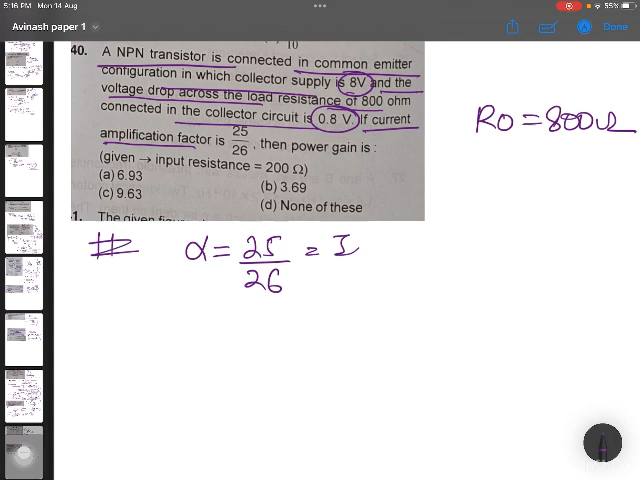 5:16 PM Mon 14 Aug
55%
Avinash paper 1
Done
10
40. A NPN transistor is connected in common emitter
configuration in which collector supply is 8V and the
voltage drop across the load resistance of 800 ohm
connected in the collector circuit is 0.8 V. If current
amplification factor is 25/26, then power gain is :
(given → input resistance = 200 Ω)
(a) 6.93 (b) 3.69
(c) 9.63 (d) None of these
1. The given figu
RO = 800Ω
# α = 25/26 = I